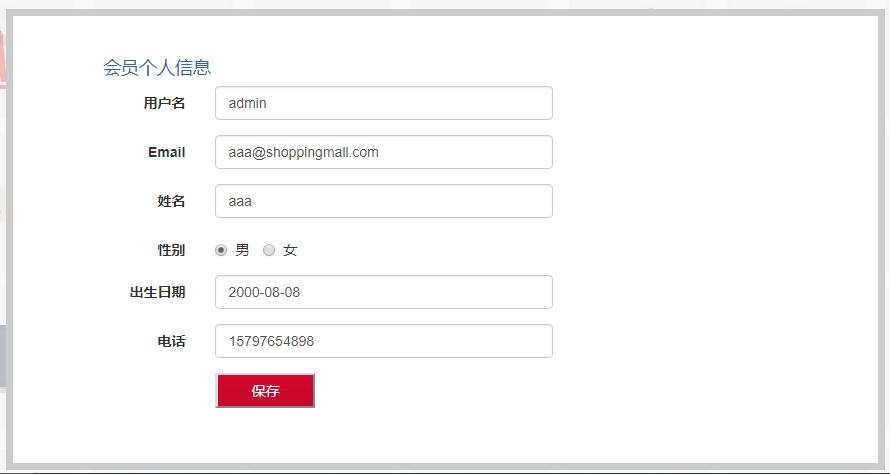 会员个人信息
用户名 admin
Email aaa@shoppingmall.com
姓名 aaa
性别 男 女
出生日期 2000-08-08
电话 15797654898
保存